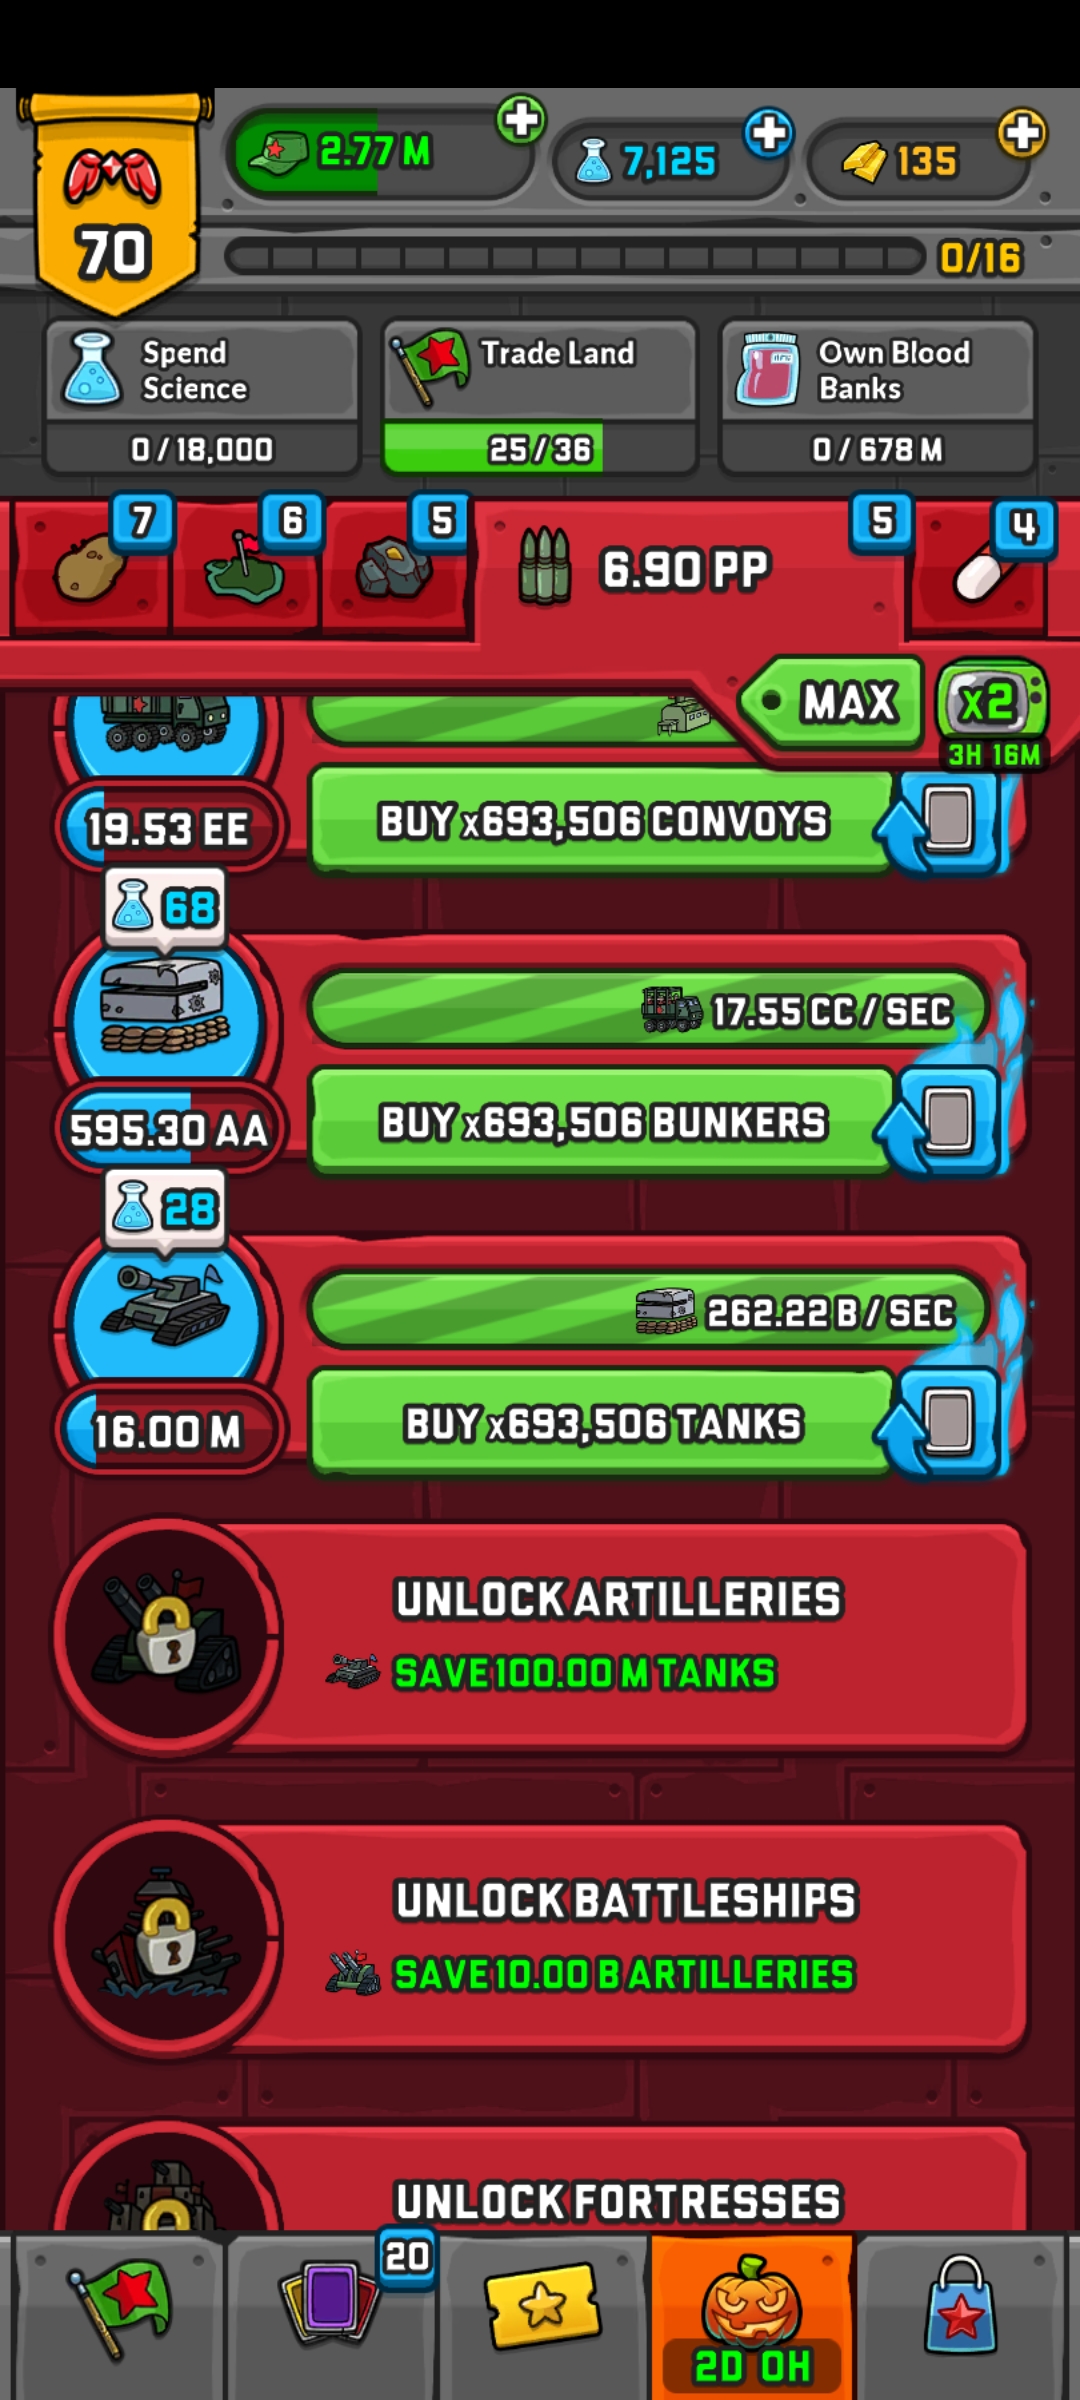 70
2.77 M
7,125
135
0/16
Spend
Science
0 / 18,000
Trade Land
25 / 36
Own Blood
Banks
0 / 678 M
7
6
5
6.90 PP
5
4
MAX
x2
3H 16M
19.53 EE
BUY x693,506 CONVOYS
68
17.55 CC / SEC
595.30 AA
BUY x693,506 BUNKERS
28
262.22 B / SEC
16.00 M
BUY x693,506 TANKS
UNLOCK ARTILLERIES
SAVE 100.00 M TANKS
UNLOCK BATTLESHIPS
SAVE 10.00 B ARTILLERIES
UNLOCK FORTRESSES
20
2D 0H